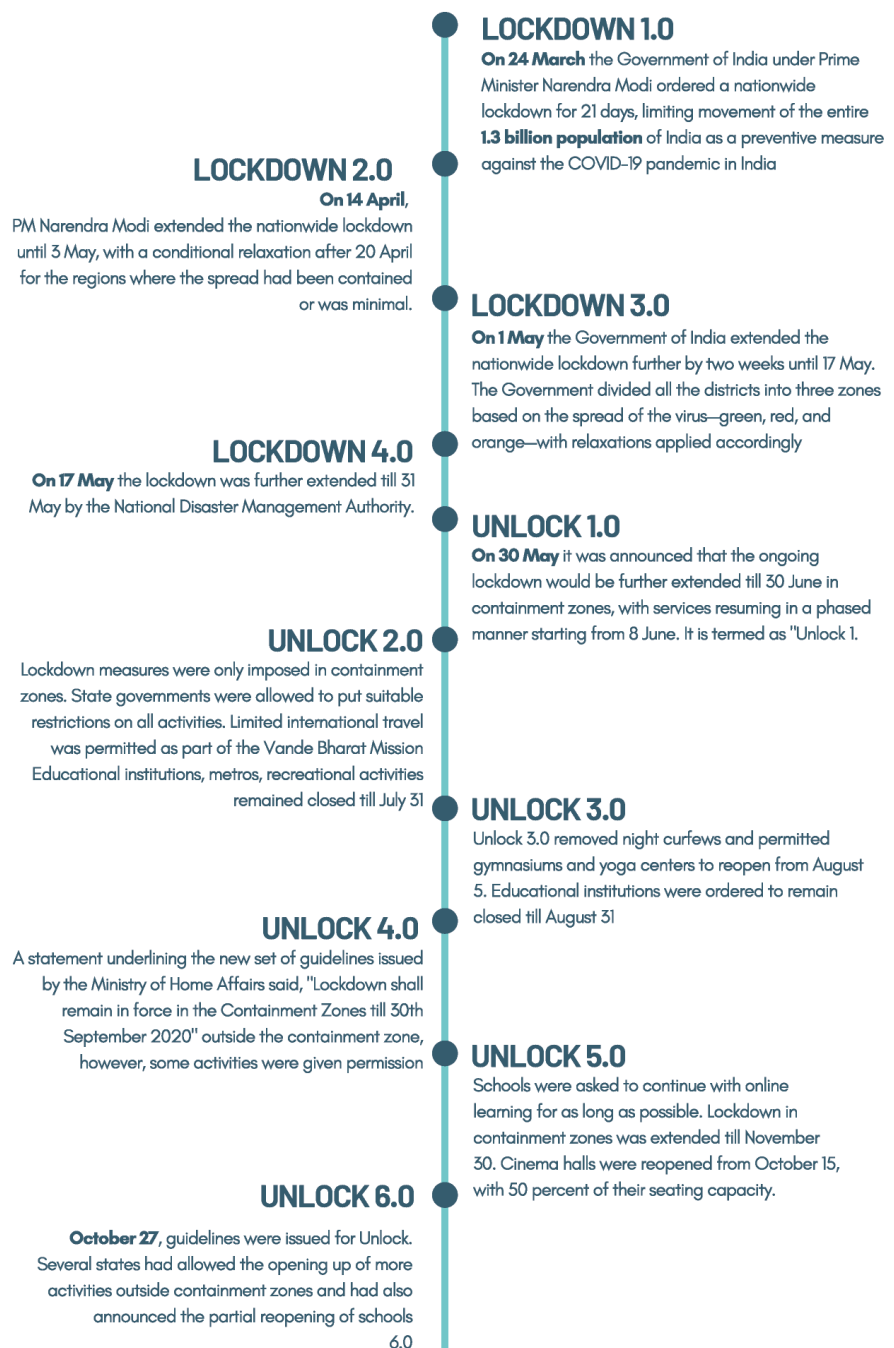 LOCKDOWN 1.0
On 24 March the Government of India under Prime
Minister Narendra Modi ordered a nationwide
lockdown for 21 days, limiting movement of the entire
1.3 billion population of India as a preventive measure
against the COVID-19 pandemic in India
LOCKDOWN 2.0
On 14 April,
PM Narendra Modi extended the nationwide lockdown
until 3 May, with a conditional relaxation after 20 April
for the regions where the spread had been contained
or was minimal.
LOCKDOWN 3.0
On 1 May the Government of India extended the
nationwide lockdown further by two weeks until 17 May.
The Government divided all the districts into three zones
based on the spread of the virus—green, red, and
orange—with relaxations applied accordingly
LOCKDOWN 4.0
On 17 May the lockdown was further extended till 31
May by the National Disaster Management Authority.
UNLOCK 1.0
On 30 May it was announced that the ongoing
lockdown would be further extended till 30 June in
containment zones, with services resuming in a phased
manner starting from 8 June. It is termed as "Unlock 1.
UNLOCK 2.0
Lockdown measures were only imposed in containment
zones. State governments were allowed to put suitable
restrictions on all activities. Limited international travel
was permitted as part of the Vande Bharat Mission
Educational institutions, metros, recreational activities
remained closed till July 31
UNLOCK 3.0
Unlock 3.0 removed night curfews and permitted
gymnasiums and yoga centers to reopen from August
5. Educational institutions were ordered to remain
closed till August 31
UNLOCK 4.0
A statement underlining the new set of guidelines issued
by the Ministry of Home Affairs said, "Lockdown shall
remain in force in the Containment Zones till 30th
September 2020" outside the containment zone,
however, some activities were given permission
UNLOCK 5.0
Schools were asked to continue with online
learning for as long as possible. Lockdown in
containment zones was extended till November
30. Cinema halls were reopened from October 15,
with 50 percent of their seating capacity.
UNLOCK 6.0
October 27, guidelines were issued for Unlock.
Several states had allowed the opening up of more
activities outside containment zones and had also
announced the partial reopening of schools
6.0